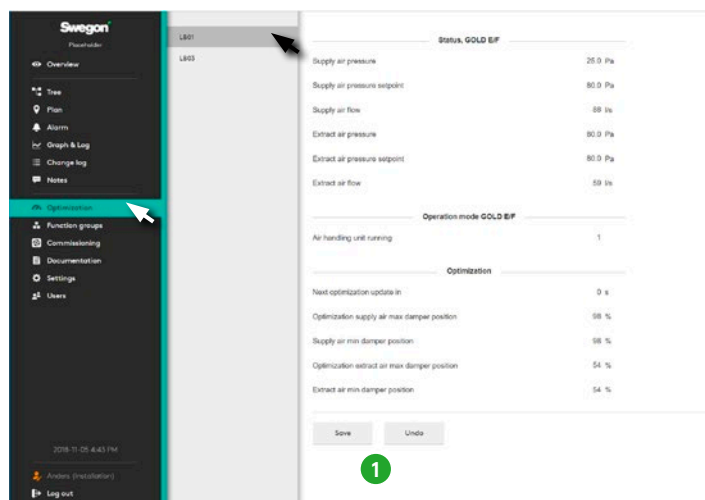 Swegon
Placeholder
Overview
Tree
Plan
Alarm
Graph & Log
Change log
Notes
Optimization
Function groups
Commissioning
Documentation
Settings
Users
2018-11-05 4:43 PM
Anders (Installation)
Log out
LB01
LB03
Status, GOLD E/F
Supply air pressure 25.0 Pa
Supply air pressure setpoint 80.0 Pa
Supply air flow 88 l/s
Extract air pressure 80.0 Pa
Extract air pressure setpoint 80.0 Pa
Extract air flow 59 l/s
Operation mode GOLD E/F
Air handling unit running 1
Optimization
Next optimization update in 0 s
Optimization supply air max damper position 98 %
Supply air min damper position 98 %
Optimization extract air max damper position 54 %
Extract air min damper position 54 %
Save Undo
1